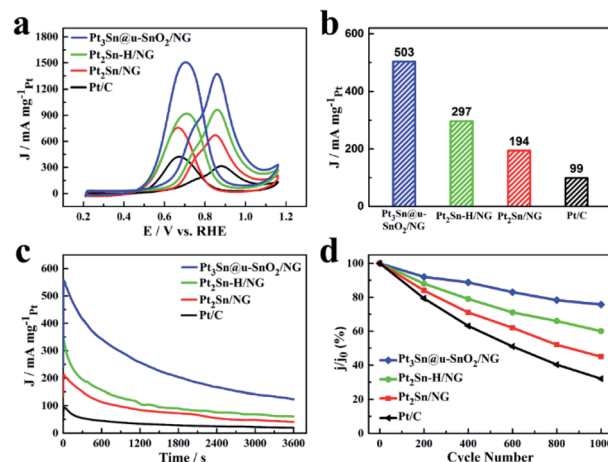 a
J / mA mg⁻¹Pt
1800
1500
1200
900
600
300
0
Pt₃Sn@u-SnO₂/NG
Pt₂Sn-H/NG
Pt₂Sn/NG
Pt/C
0.2 0.4 0.6 0.8 1.0 1.2
E / V vs. RHE
b
J / mA mg⁻¹Pt
600
400
200
0
503
297
194
99
Pt₃Sn@u-
SnO₂/NG
Pt₂Sn-H/NG
Pt₂Sn/NG
Pt/C
c
J / mA mg⁻¹Pt
600
500
400
300
200
100
0
Pt₃Sn@u-SnO₂/NG
Pt₂Sn-H/NG
Pt₂Sn/NG
Pt/C
0 600 1200 1800 2400 3000 3600
Time / s
d
j/j₀ (%)
100
80
60
40
20
0
Pt₃Sn@u-SnO₂/NG
Pt₂Sn-H/NG
Pt₂Sn/NG
Pt/C
0 200 400 600 800 1000
Cycle Number